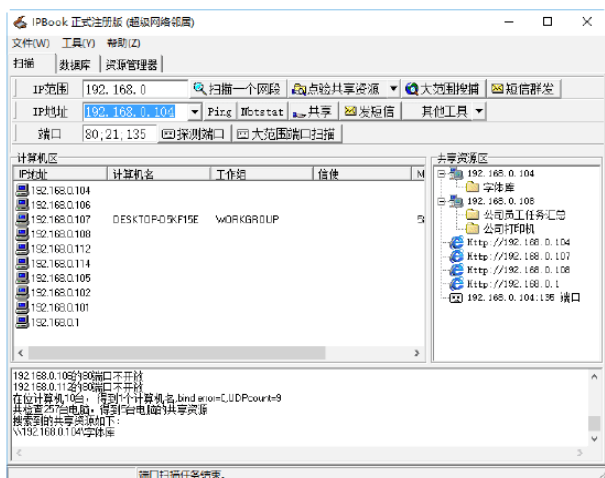 IPBook 正式注册版 (超级网络邻居)
文件(W) 工具(Y) 帮助(Z)
扫描 数据库 资源管理器
IP范围 192.168.0 扫描一个网段 点验共享资源 大范围搜捕 短信群发
IP地址 192.168.0.104 Ping Nbtstat 共享 发短信 其他工具
端口 80;21;135 探测端口 大范围端口扫描
计算机区
IP地址 计算机名 工作组 信使 M
192.168.0.104
192.168.0.106
192.168.0.107 DESKTOP-O5KF15E WORKGROUP
192.168.0.108
192.168.0.112
192.168.0.114
192.168.0.105
192.168.0.102
192.168.0.101
192.168.0.1
共享资源区
192.168.0.104
字体库
192.168.0.108
公司员工任务汇总
公司打印机
Http://192.168.0.104
Http://192.168.0.107
Http://192.168.0.108
Http://192.168.0.1
192.168.0.104:135 端口
192.168.0.106的80端口不开放
192.168.0.112的80端口不开放
在位计算机10台, 得到1个计算机名,bind error=0,UDPcount=9
共检查257台电脑, 得到5台电脑的共享资源
搜索到的共享资源如下:
\\192.168.0.104\字体库
端口扫描任务结束.